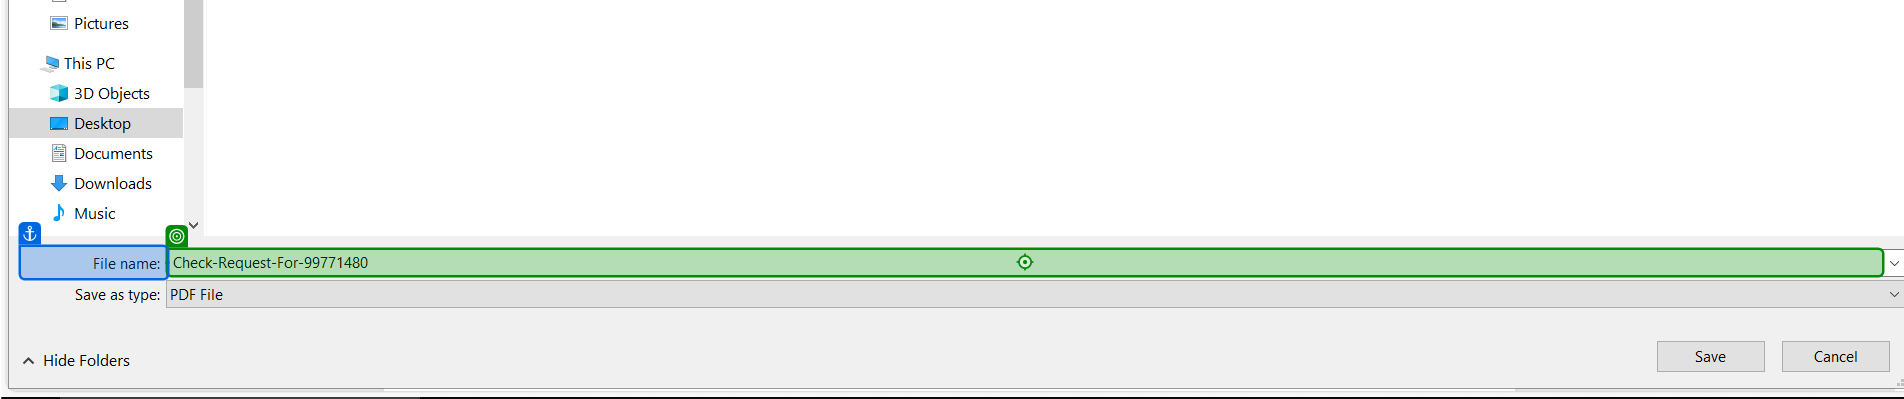 Pictures
This PC
3D Objects
Desktop
Documents
Downloads
Music
File name: Check-Request-For-99771480
Save as type: PDF File
Hide Folders
Save
Cancel